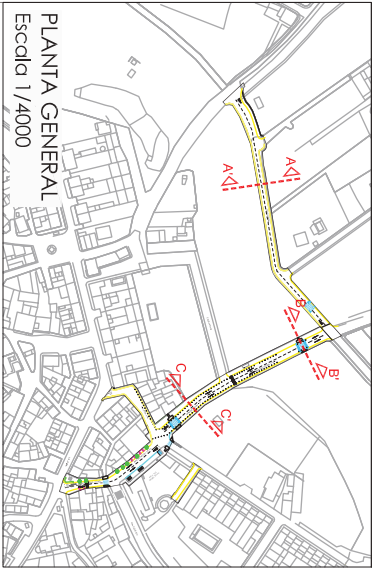 PLANTA GENERAL
Escala 1/4000
A'
A
B
B'
C
C'